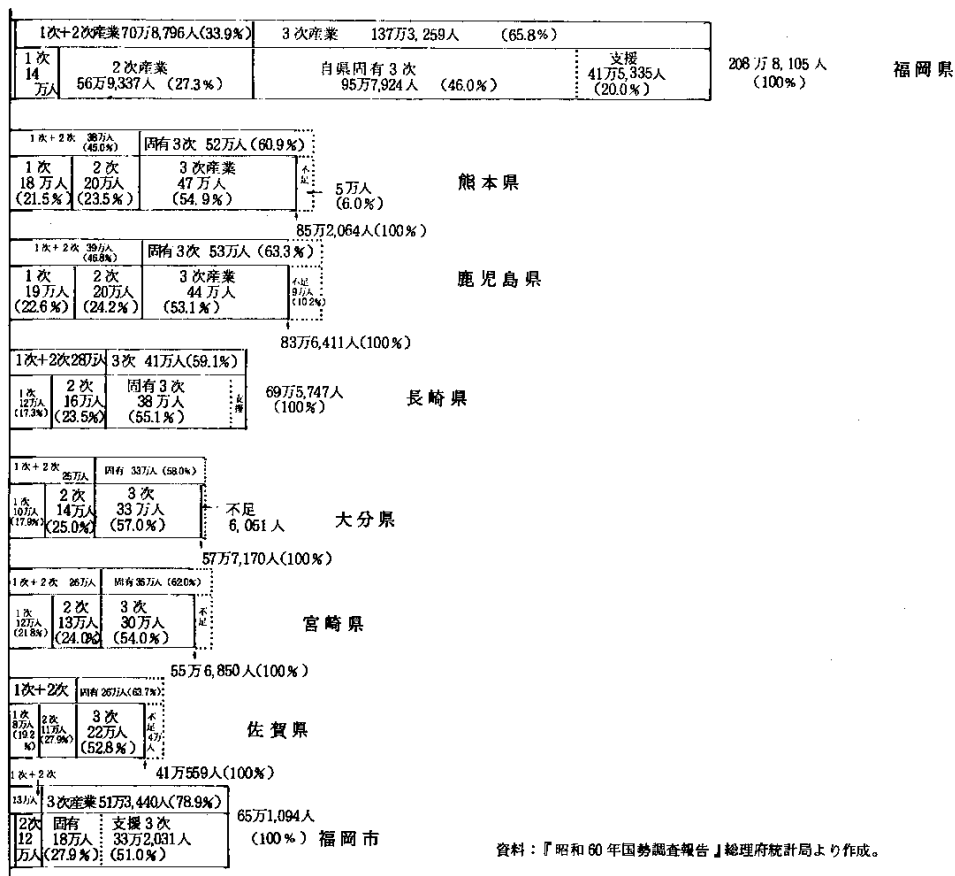 1次+2次産業70万8,796人(33.9%) 3次産業 137万3,259人 (65.8%)
1次
14
万人
2次産業
56万9,337人 (27.3%)
自県固有3次
95万7,924人 (46.0%)
支援
41万5,335人
(20.0%)
208万8,105人
(100%)
福岡県
1次+2次 38万人
(45.0%)
固有3次 52万人(60.9%)
1次
18万人
(21.5%)
2次
20万人
(23.5%)
3次産業
47万人
(54.9%)
不足
5万人
(6.0%)
熊本県
85万2,064人(100%)
1次+2次 39万人
(46.8%)
固有3次 53万人(63.3%)
1次
19万人
(22.6%)
2次
20万人
(24.2%)
3次産業
44万人
(53.1%)
不足
9万人
(10.2%)
鹿児島県
83万6,411人(100%)
1次+2次28万人 3次 41万人(59.1%)
1次
12万人
(17.3%)
2次
16万人
(23.5%)
固有3次
38万人
(55.1%)
支援
69万5,747人
(100%)
長崎県
1次+2次
25万人
固有 33万人(58.0%)
1次
10万人
(17.9%)
2次
14万人
(25.0%)
3次
33万人
(57.0%)
不足
6,051人
大分県
57万7,170人(100%)
1次+2次 26万人 固有36万人(62.0%)
1次
12万人
(21.8%)
2次
13万人
(24.0%)
3次
30万人
(54.0%)
不足
宮崎県
55万6,850人(100%)
1次+2次 固有26万人(63.7%)
1次
8万人
(19.2
%)
2次
11万人
(27.9%)
3次
22万人
(52.8%)
不足4万人
佐賀県
41万559人(100%)
1次+2次
13万人 3次産業51万3,440人(78.9%)
2次
12
万人
固有
18万人
(27.9%)
支援3次
33万2,031人
(51.0%)
65万1,094人
(100%)
福岡市
資料:『昭和60年国勢調査報告』総理府統計局より作成。